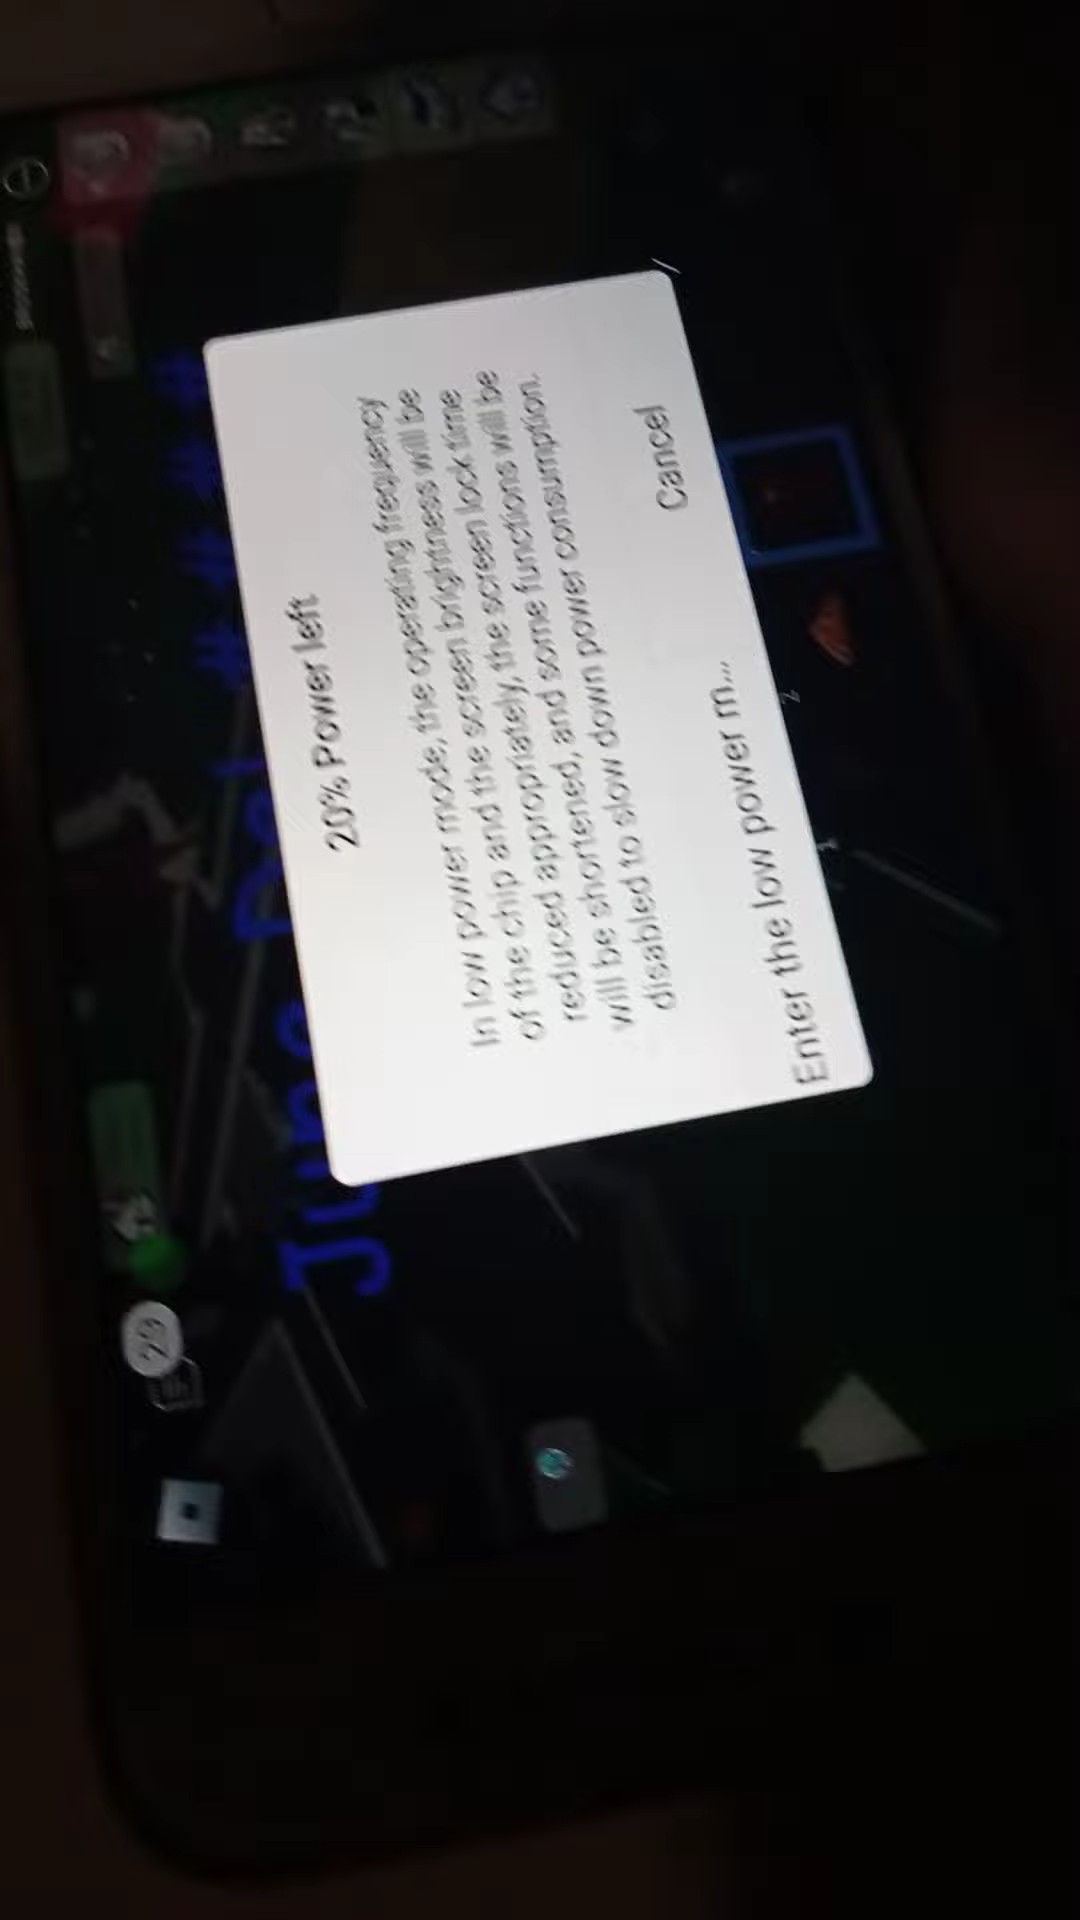 20% Power left
In low power mode, the operating frequency
of the chip and the screen brightness will be
reduced appropriately, the screen lock time
will be shortened, and some functions will be
disabled to slow down power consumption.
Enter the low power m...
Cancel